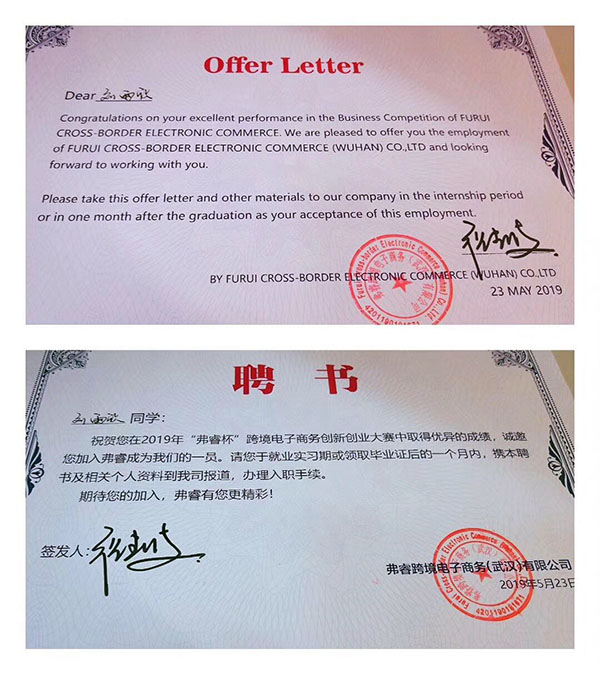 Offer Letter
Dear 刘雨欣
Congratulations on your excellent performance in the Business Competition of FURUI
CROSS-BORDER ELECTRONIC COMMERCE. We are pleased to offer you the employment
of FURUI CROSS-BORDER ELECTRONIC COMMERCE (WUHAN) CO.,LTD and looking
forward to working with you.
Please take this offer letter and other materials to our company in the internship period
or in one month after the graduation as your acceptance of this employment.
BY FURUI CROSS-BORDER ELECTRONIC COMMERCE (WUHAN) CO.,LTD
23 MAY 2019
聘 书
刘雨欣 同学：
祝贺您在2019年“弗睿杯”跨境电子商务创新创业大赛中取得优异的成绩，诚邀
您加入弗睿成为我们的一员。请您于就业实习期或领取毕业证后的一个月内，携本聘
书及相关个人资料到我司报道，办理入职手续。
期待您的加入，弗睿有您更精彩！
签发人：
弗睿跨境电子商务(武汉)有限公司
2019年5月23日